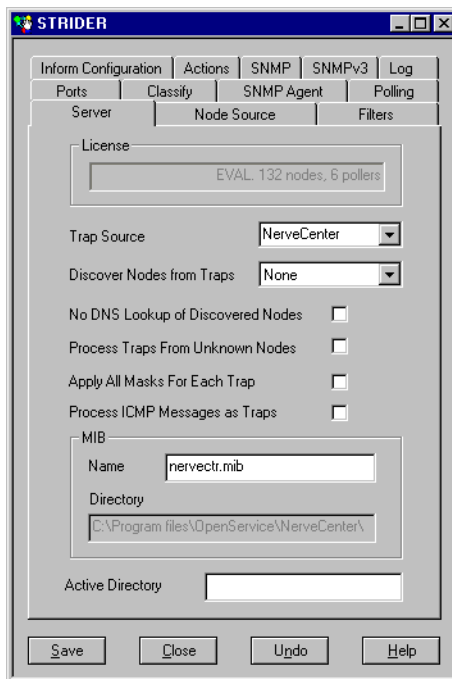 STRIDER
Inform Configuration Actions SNMP SNMPv3 Log
Ports Classify SNMP Agent Polling
Server Node Source Filters
License
EVAL. 132 nodes, 6 pollers
Trap Source NerveCenter
Discover Nodes from Traps None
No DNS Lookup of Discovered Nodes
Process Traps From Unknown Nodes
Apply All Masks For Each Trap
Process ICMP Messages as Traps
MIB
Name nervectr.mib
Directory
C:\Program files\OpenService\NerveCenter\
Active Directory
Save Close Undo Help